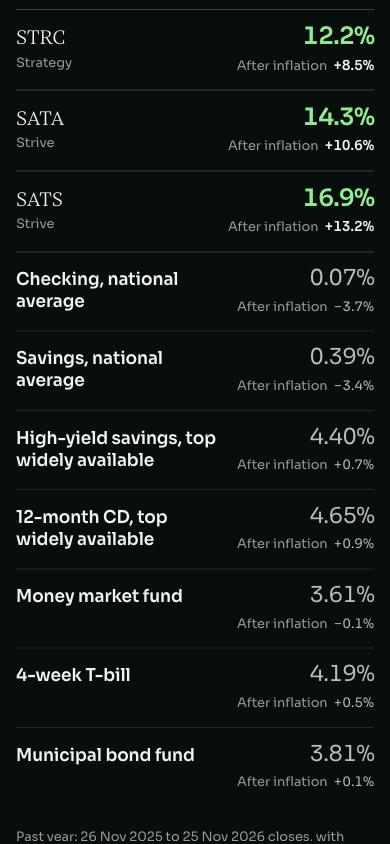 STRC
12.2%
Strategy
After inflation +8.5%
SATA
14.3%
Strive
After inflation +10.6%
SATS
16.9%
Strive
After inflation +13.2%
Checking, national
average
0.07%
After inflation −3.7%
Savings, national
average
0.39%
After inflation −3.4%
High-yield savings, top
widely available
4.40%
After inflation +0.7%
12-month CD, top
widely available
4.65%
After inflation +0.9%
Money market fund
3.61%
After inflation −0.1%
4-week T-bill
4.19%
After inflation +0.5%
Municipal bond fund
3.81%
After inflation +0.1%
Past year: 26 Nov 2025 to 25 Nov 2026 closes, with